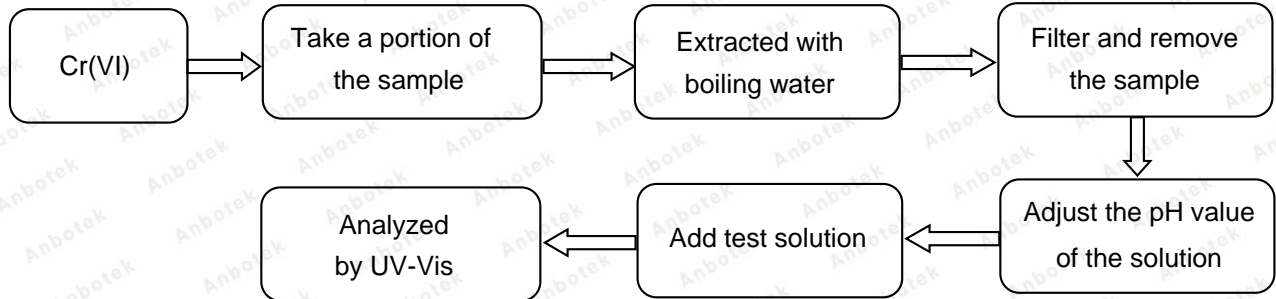 Cr(VI)
Take a portion of
the sample
Extracted with
boiling water
Filter and remove
the sample
Adjust the pH value
of the solution
Add test solution
Analyzed
by UV-Vis
Anbotek